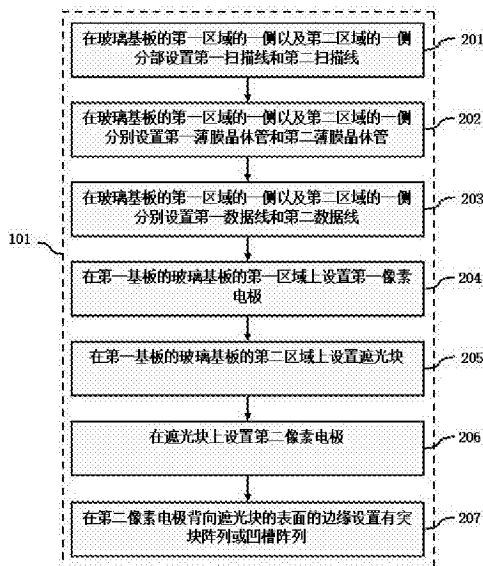 在玻璃基板的第一区域的一侧以及第二区域的一侧
分部设置第一扫描线和第二扫描线
201
在玻璃基板的第一区域的一侧以及第二区域的一侧
分别设置第一薄膜晶体管和第二薄膜晶体管
202
在玻璃基板的第一区域的一侧以及第二区域的一侧
分别设置第一数据线和第二数据线
203
101
在第一基板的玻璃基板的第一区域上设置第一像素
电极
204
在第一基板的玻璃基板的第二区域上设置遮光块
205
在遮光块上设置第二像素电极
206
在第二像素电极背向遮光块的表面的边缘设置有突
块阵列或凹槽阵列
207